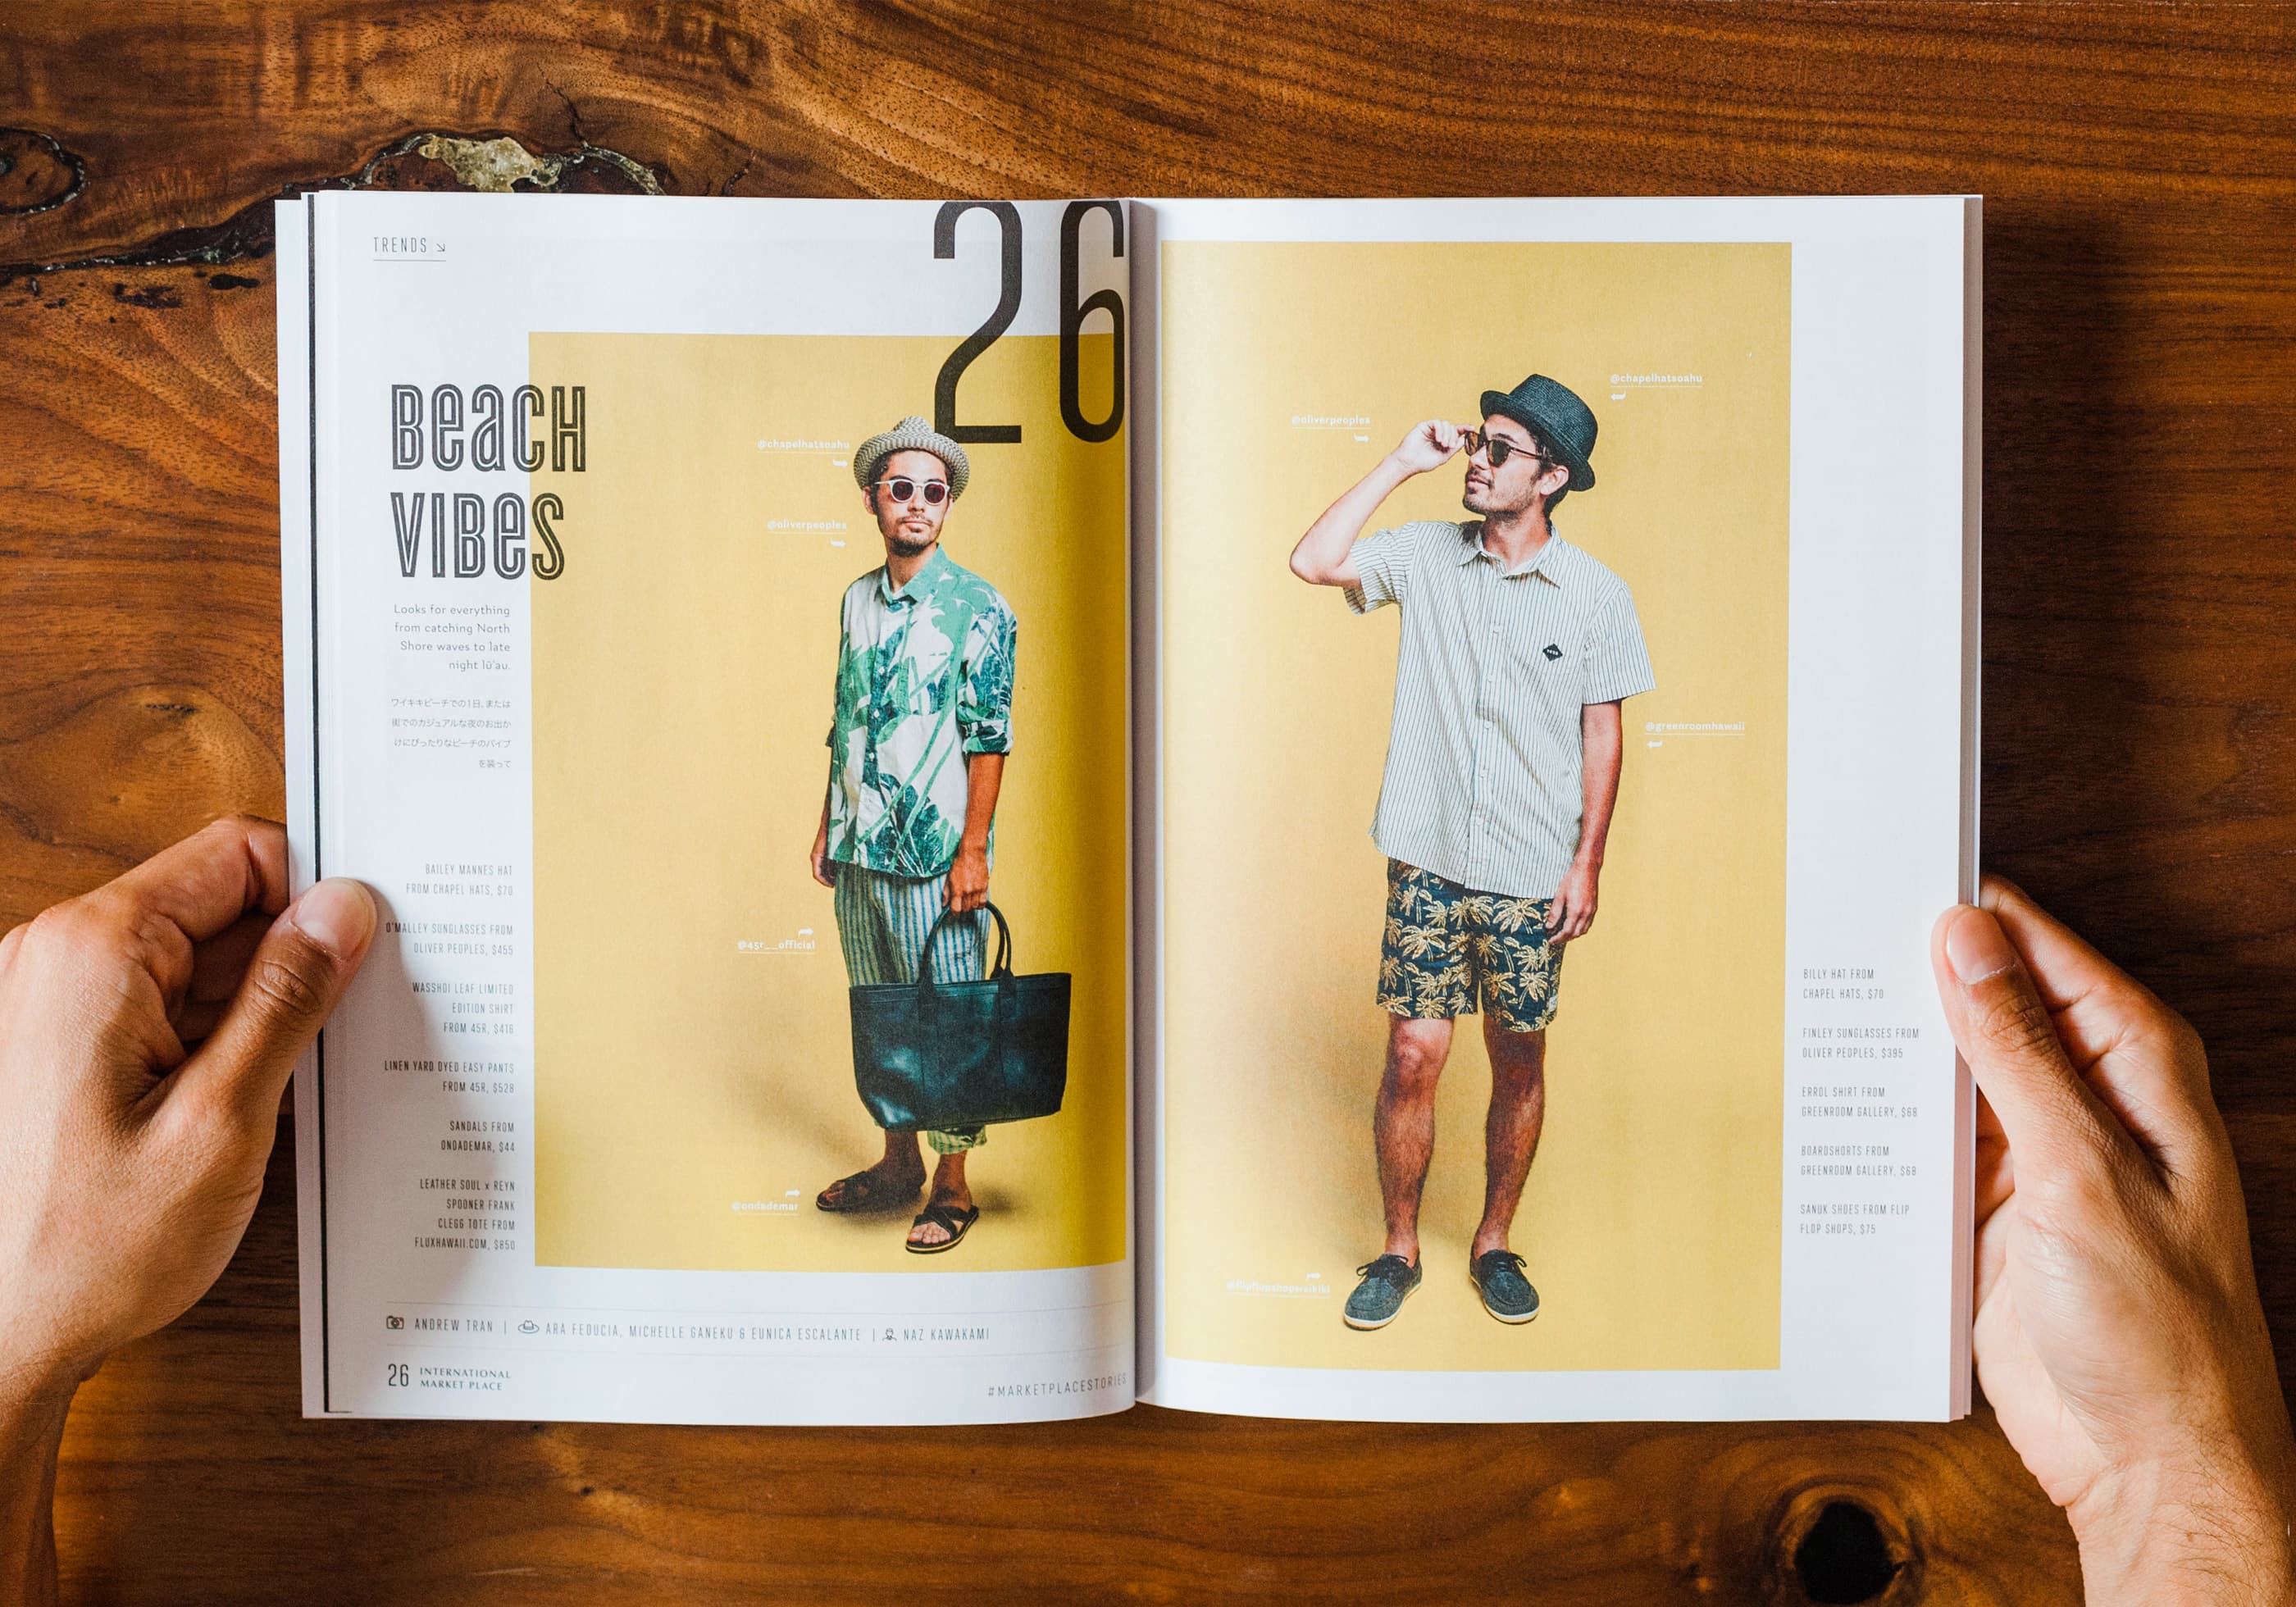 TRENDS
26
BEACH
VIBES
Looks for everything
from catching North
Shore waves to late
night lūʻau.
ワイキキビーチでの1日、または
街でのカジュアルな夜のお出か
けにぴったりなビーチのバイブ
を装って
BAILEY MANNES HAT
FROM CHAPEL HATS, $70
O'MALLEY SUNGLASSES FROM
OLIVER PEOPLES, $455
WASSHOI LEAF LIMITED
EDITION SHIRT
FROM 45R, $416
LINEN YARD DYED EASY PANTS
FROM 45R, $528
SANDALS FROM
ONDADEMAR, $44
LEATHER SOUL x REYN
SPOONER FRANK
CLEGG TOTE FROM
FLUXHAWAII.COM, $850
@chapelhatsoahu
@oliverpeoples
@45r__official
@ondademar
ANDREW TRAN | ARA FEDUCIA, MICHELLE GANEKU & EUNICA ESCALANTE | NAZ KAWAKAMI
26 INTERNATIONAL
MARKET PLACE
#MARKETPLACESTORIES
@chapelhatsoahu
@oliverpeoples
@greenroomhawaii
@flipflopshopwaikiki
BILLY HAT FROM
CHAPEL HATS, $70
FINLEY SUNGLASSES FROM
OLIVER PEOPLES, $395
ERROL SHIRT FROM
GREENROOM GALLERY, $68
BOARDSHORTS FROM
GREENROOM GALLERY, $68
SANUK SHOES FROM FLIP
FLOP SHOPS, $75